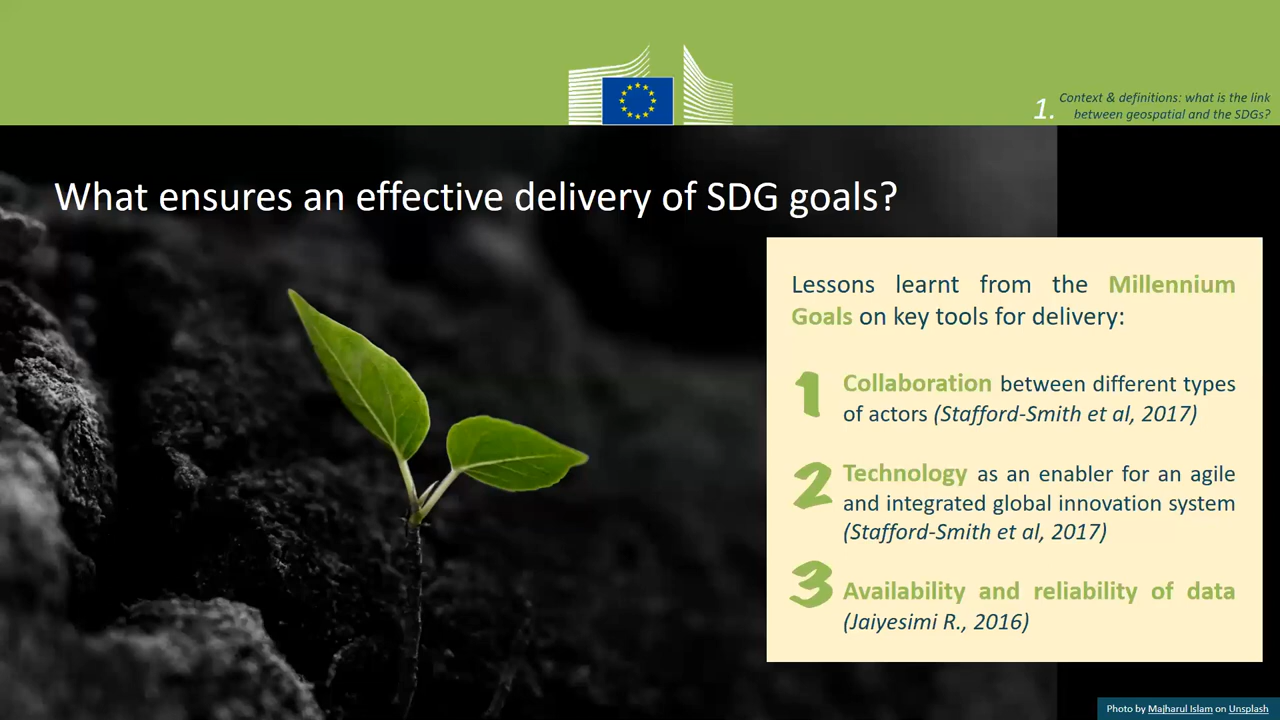 1.
Context & definitions: what is the link
between geospatial and the SDGs?
What ensures an effective delivery of SDG goals?
Lessons learnt from the Millennium
Goals on key tools for delivery:
1
Collaboration between different types
of actors (Stafford-Smith et al, 2017)
2
Technology as an enabler for an agile
and integrated global innovation system
(Stafford-Smith et al, 2017)
3
Availability and reliability of data
(Jaiyesimi R., 2016)
Photo by Majharul Islam on Unsplash